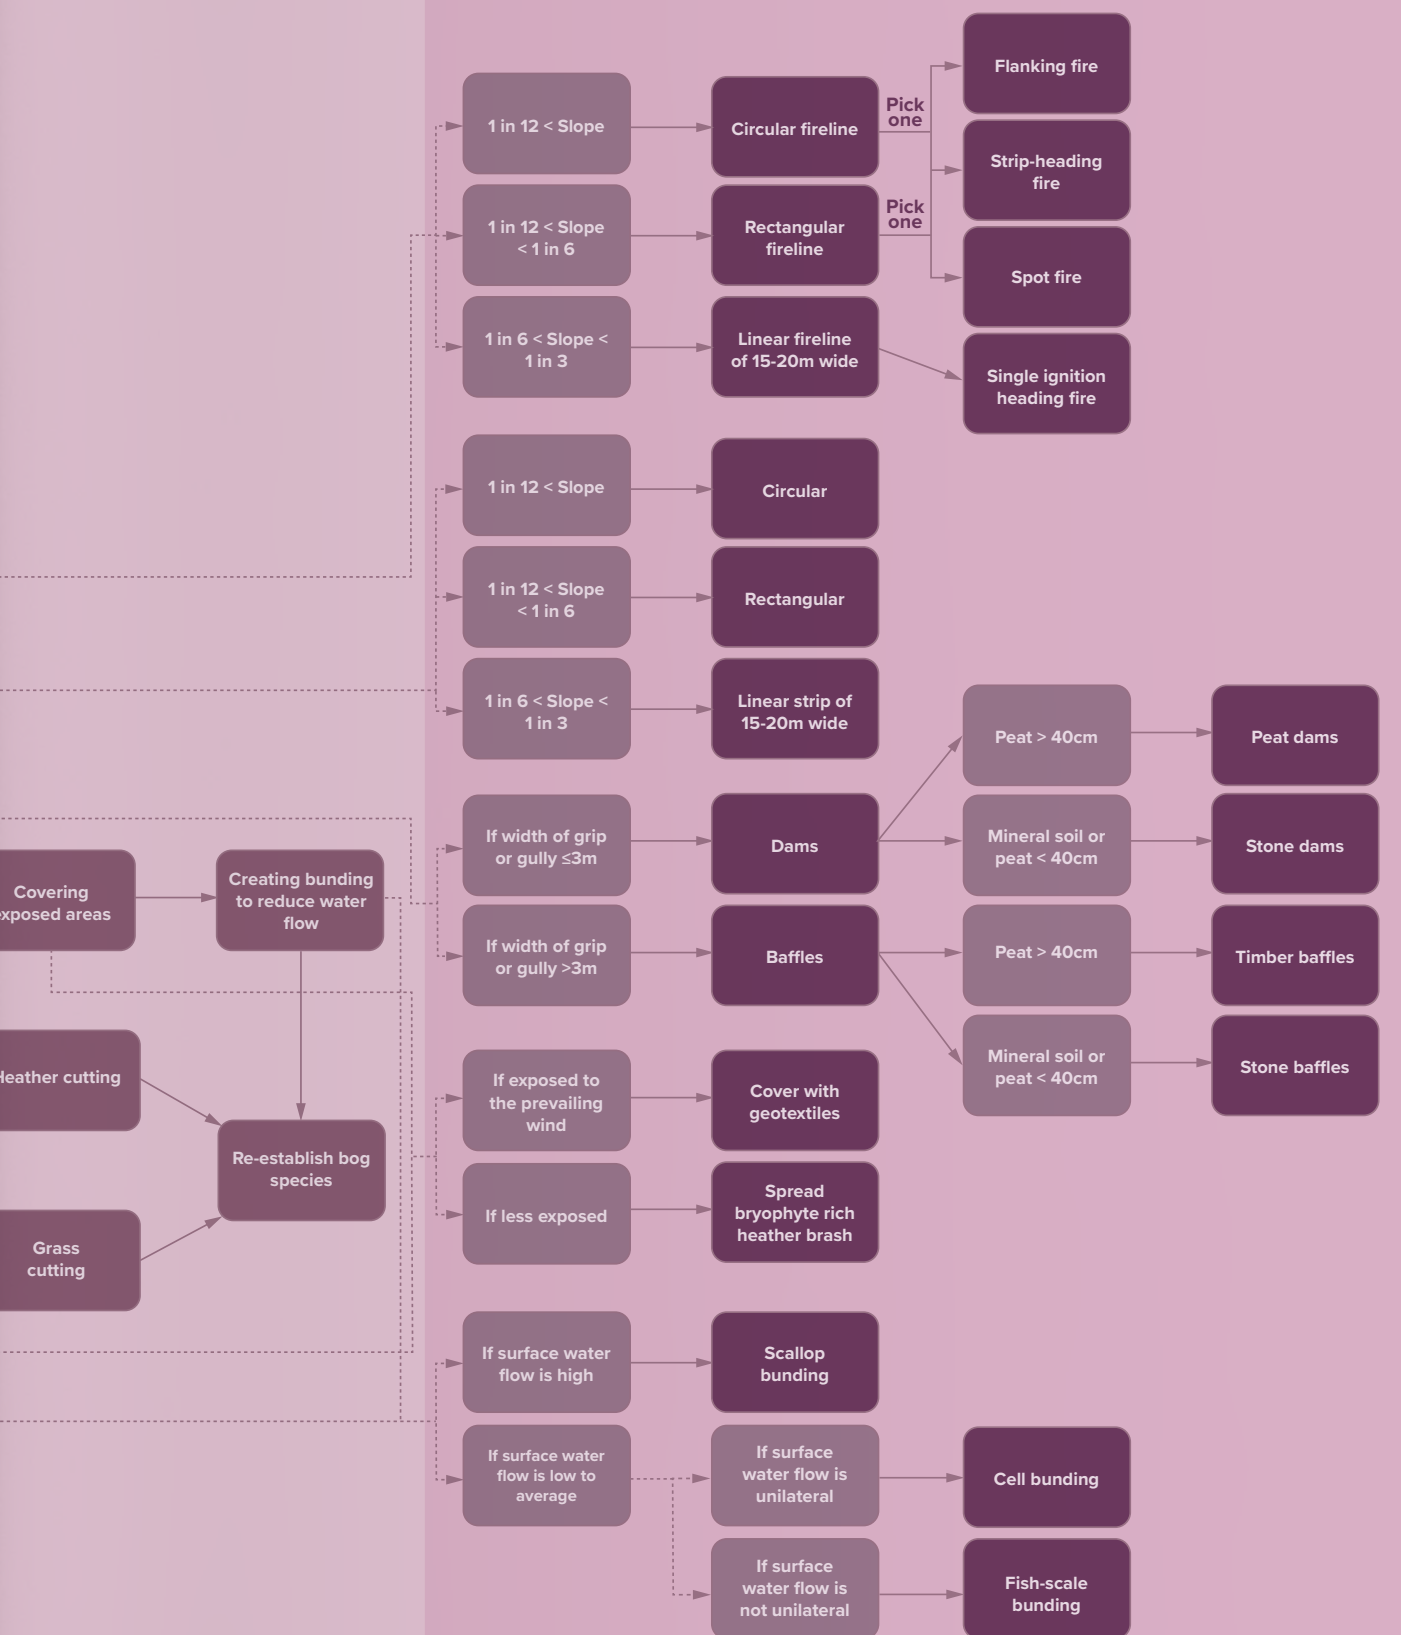 Flanking fire
1 in 12 < Slope
Circular fireline
Pick
one
Strip-heading
fire
1 in 12 < Slope
< 1 in 6
Rectangular
fireline
Pick
one
Spot fire
1 in 6 < Slope <
1 in 3
Linear fireline
of 15-20m wide
Single ignition
heading fire
1 in 12 < Slope
Circular
1 in 12 < Slope
< 1 in 6
Rectangular
1 in 6 < Slope <
1 in 3
Linear strip of
15-20m wide
Peat > 40cm
Peat dams
If width of grip
or gully ≤3m
Dams
Mineral soil or
peat < 40cm
Stone dams
Covering
exposed areas
Creating bunding
to reduce water
flow
If width of grip
or gully >3m
Baffles
Peat > 40cm
Timber baffles
Mineral soil or
peat < 40cm
Stone baffles
Heather cutting
If exposed to
the prevailing
wind
Cover with
geotextiles
Re-establish bog
species
If less exposed
Spread
bryophyte rich
heather brash
Grass
cutting
If surface water
flow is high
Scallop
bunding
If surface water
flow is low to
average
If surface
water flow is
unilateral
Cell bunding
If surface
water flow is
not unilateral
Fish-scale
bunding